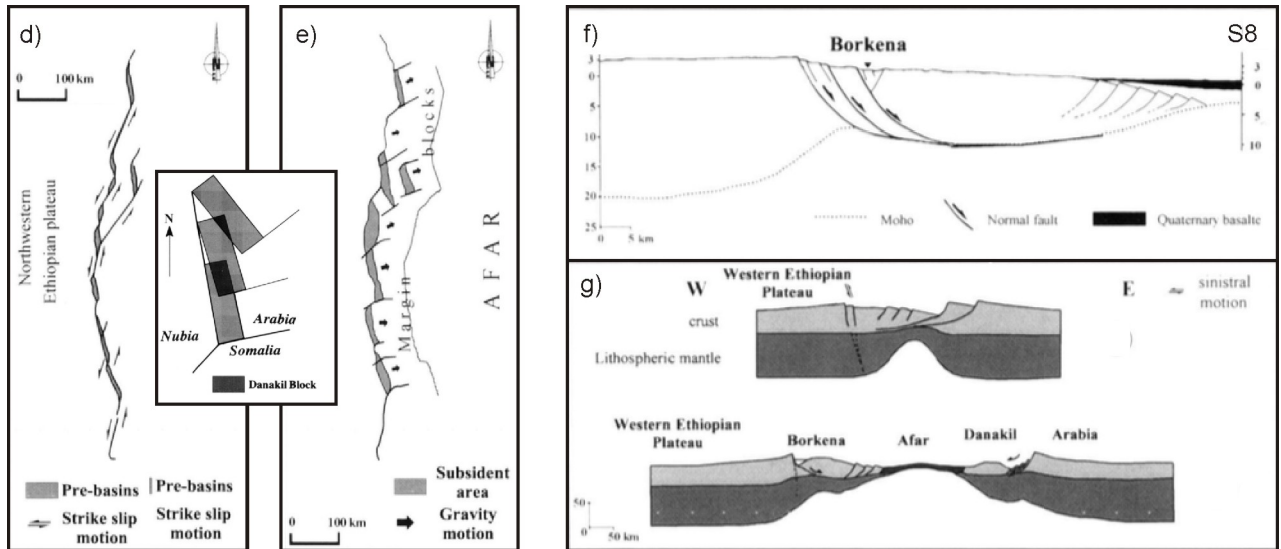 d)
N
0 100 km
Northwestern
Ethiopian plateau
Pre-basins Pre-basins
Strike slip
motion
Strike slip
motion
N
Nubia
Arabia
Somalia
Danakil Block
e)
N
Margin blocks
AFAR
Subsident
area
Gravity
motion
0 100 km
f)
S8
Borkena
3
0
5
10
15
20
25
3
0
5
10
0 5 km
Moho
Normal fault
Quaternary basalte
g)
W
Western Ethiopian
Plateau
E
sinistral
motion
crust
Lithospheric mantle
Western Ethiopian
Plateau
Borkena
Afar
Danakil
Arabia
50
0
0 50 km